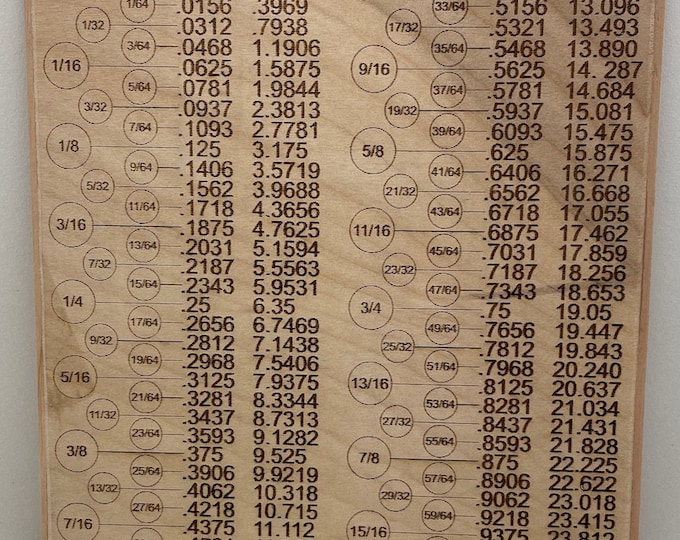 1/64 .0156 .3969
1/32 .0312 .7938
3/64 .0468 1.1906
1/16 .0625 1.5875
5/64 .0781 1.9844
3/32 .0937 2.3813
7/64 .1093 2.7781
1/8 .125 3.175
9/64 .1406 3.5719
5/32 .1562 3.9688
11/64 .1718 4.3656
3/16 .1875 4.7625
13/64 .2031 5.1594
7/32 .2187 5.5563
15/64 .2343 5.9531
1/4 .25 6.35
17/64 .2656 6.7469
9/32 .2812 7.1438
19/64 .2968 7.5406
5/16 .3125 7.9375
21/64 .3281 8.3344
11/32 .3437 8.7313
23/64 .3593 9.1282
3/8 .375 9.525
25/64 .3906 9.9219
13/32 .4062 10.318
27/64 .4218 10.715
7/16 .4375 11.112
33/64 .5156 13.096
17/32 .5321 13.493
35/64 .5468 13.890
9/16 .5625 14. 287
37/64 .5781 14.684
19/32 .5937 15.081
39/64 .6093 15.475
5/8 .625 15.875
41/64 .6406 16.271
21/32 .6562 16.668
43/64 .6718 17.055
11/16 .6875 17.462
45/64 .7031 17.859
23/32 .7187 18.256
47/64 .7343 18.653
3/4 .75 19.05
49/64 .7656 19.447
25/32 .7812 19.843
51/64 .7968 20.240
13/16 .8125 20.637
53/64 .8281 21.034
27/32 .8437 21.431
55/64 .8593 21.828
7/8 .875 22.225
57/64 .8906 22.622
29/32 .9062 23.018
59/64 .9218 23.415
15/16 .9375 23.812